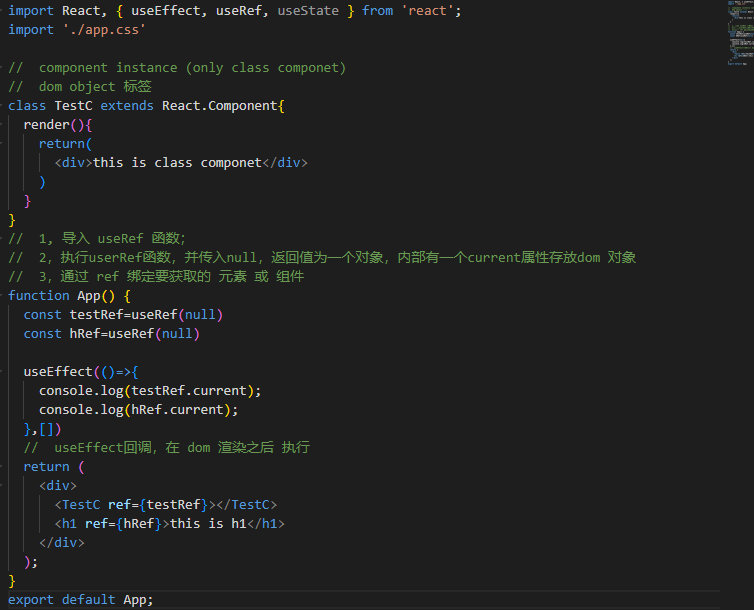 import React, { useEffect, useRef, useState } from 'react';
import './app.css'
//  component instance (only class componet)
//  dom object 标签
class TestC extends React.Component{
  render(){
    return(
      <div>this is class componet</div>
    )
  }
}
//  1, 导入 useRef 函数;
//  2, 执行userRef函数, 并传入null, 返回值为一个对象, 内部有一个current属性存放dom 对象
//  3, 通过 ref 绑定要获取的 元素 或 组件
function App() {
  const testRef=useRef(null)
  const hRef=useRef(null)
  useEffect(()=>{
    console.log(testRef.current);
    console.log(hRef.current);
  },[])
  //  useEffect回调, 在 dom 渲染之后 执行
  return (
    <div>
      <TestC ref={testRef}></TestC>
      <h1 ref={hRef}>this is h1</h1>
    </div>
  );
}
export default App;